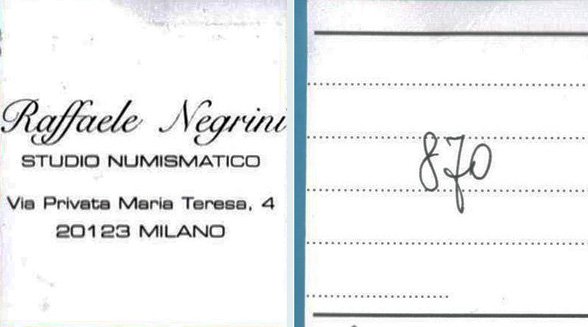 Raffaele Negrini
STUDIO NUMISMATICO
Via Privata Maria Teresa, 4
20123 MILANO
870